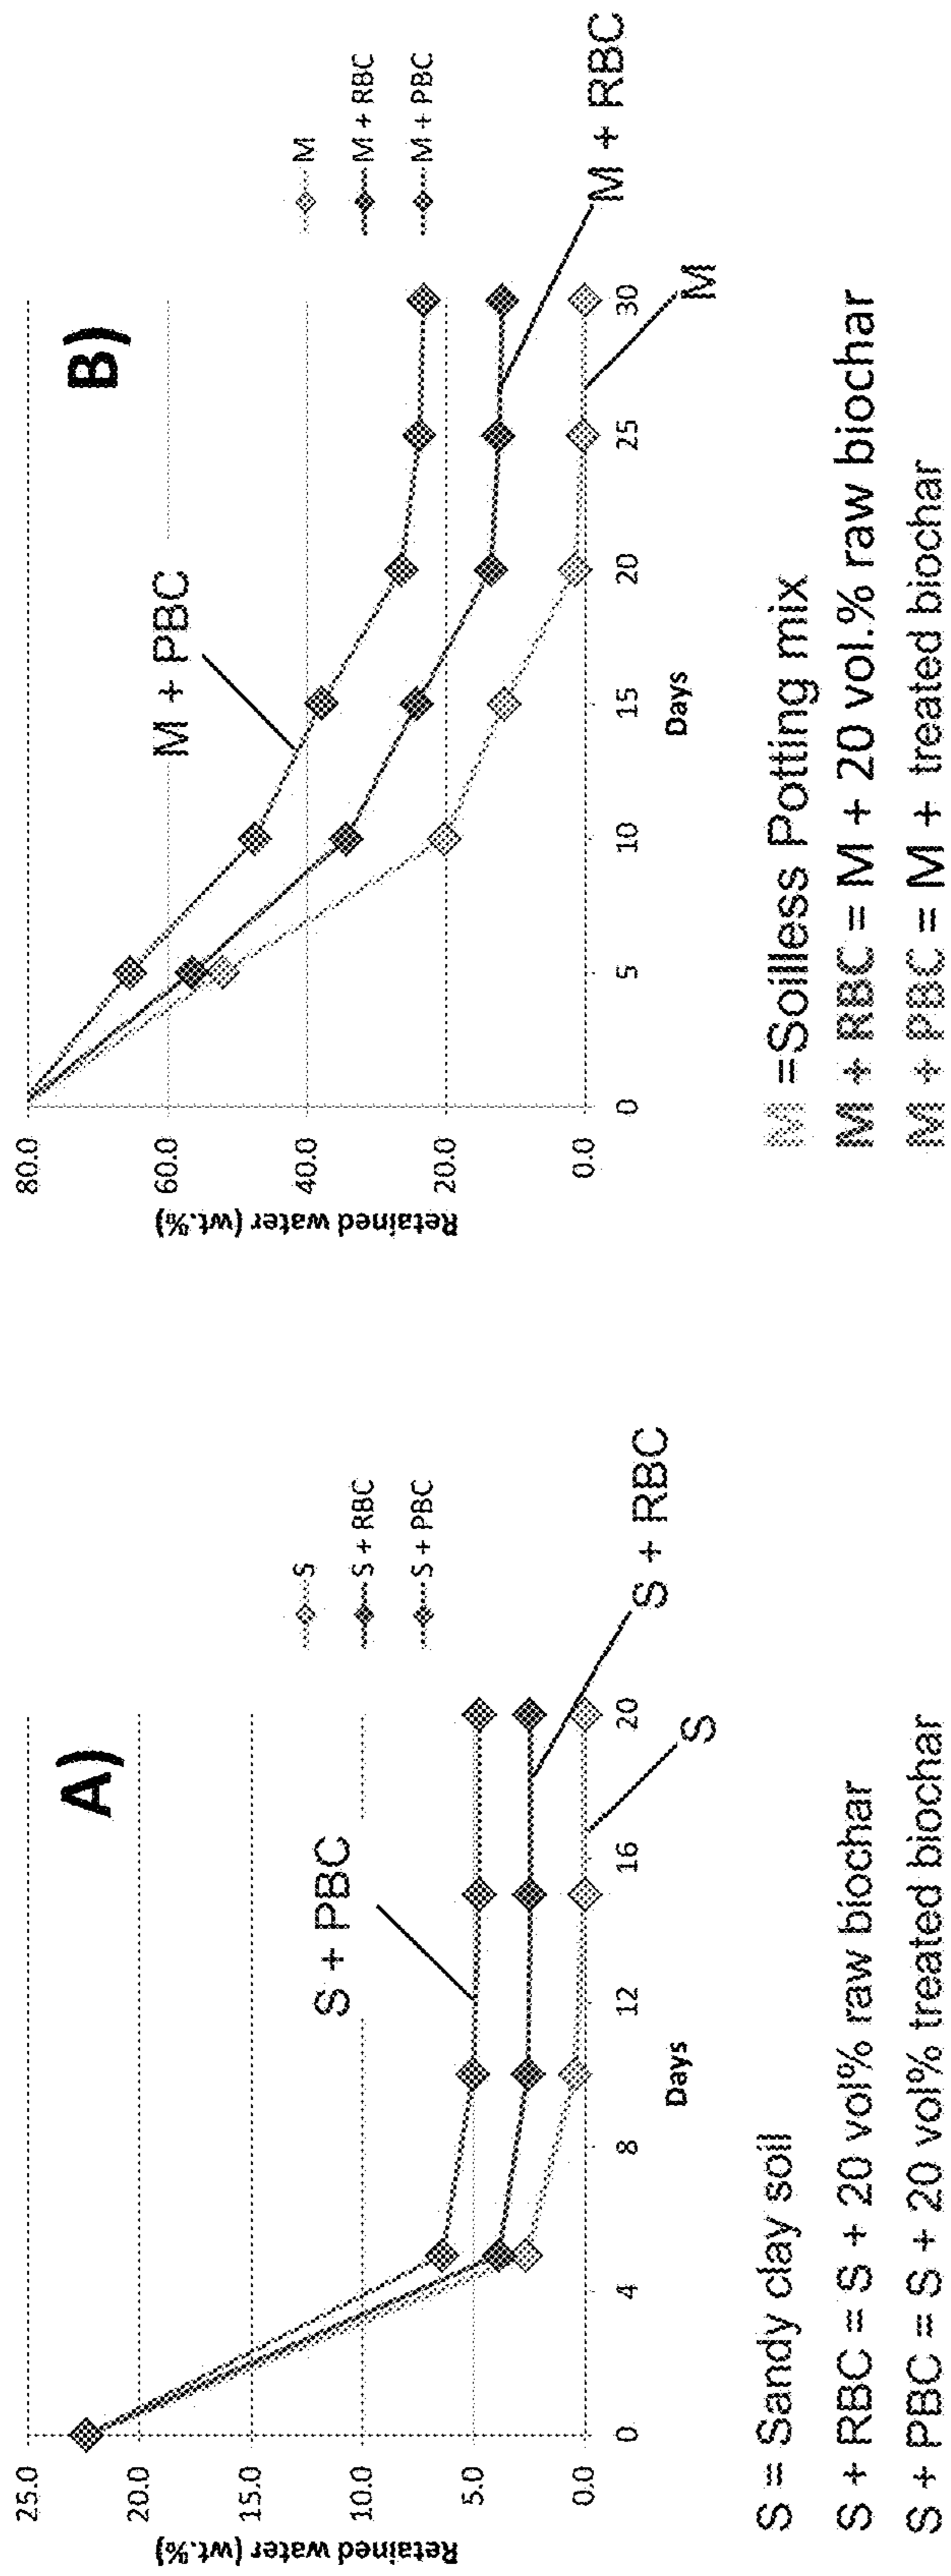 A)
25.0
20.0
15.0
10.0
5.0
0.0
Retained water (wt.%)
0
4
8
12
16
20
Days
S + PBC
S
S + RBC
S + PBC
S + RBC
S
S = Sandy clay soil
S + RBC = S + 20 vol% raw biochar
S + PBC = S + 20 vol% treated biochar
B)
80.0
60.0
40.0
20.0
0.0
Retained water (wt.%)
0
5
10
15
20
25
30
Days
M + PBC
M
M + RBC
M + PBC
M + RBC
M
M =Soilless Potting mix
M + RBC = M + 20 vol.% raw biochar
M + PBC = M + treated biochar